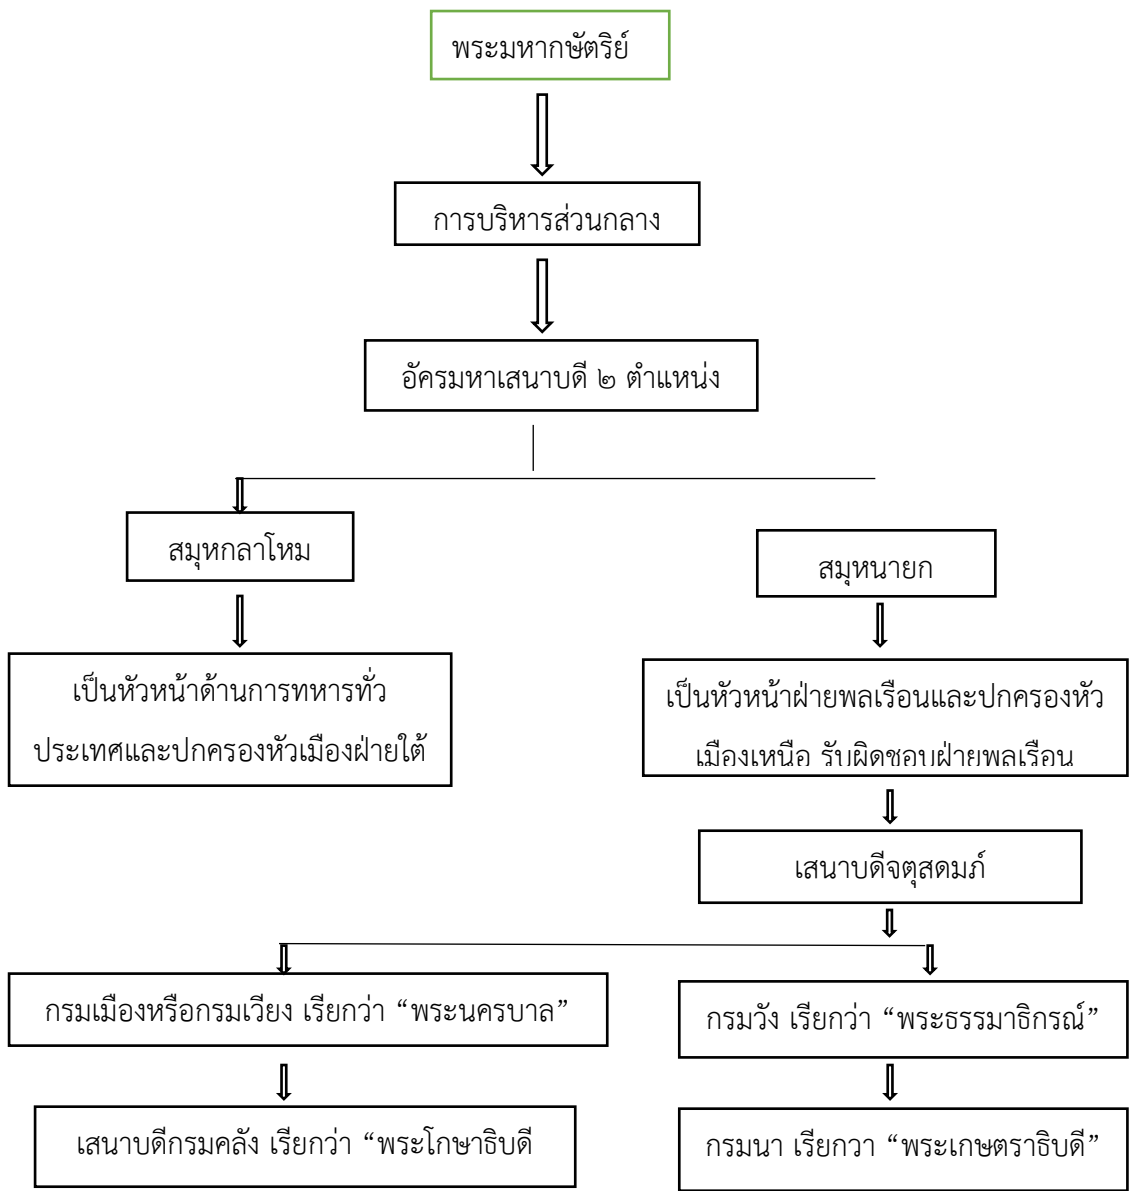 พระมหากษัตริย์
การบริหารส่วนกลาง
อัครมหาเสนาบดี ๒ ตำแหน่ง
สมุหกลาโหม
สมุหนายก
เป็นหัวหน้าด้านการทหารทั่ว
ประเทศและปกครองหัวเมืองฝ่ายใต้
เป็นหัวหน้าฝ่ายพลเรือนและปกครองหัว
เมืองเหนือ รับผิดชอบฝ่ายพลเรือน
เสนาบดีจตุสดมภ์
กรมเมืองหรือกรมเวียง เรียกว่า “พระนครบาล”
กรมวัง เรียกว่า “พระธรรมาธิกรณ์”
เสนาบดีกรมคลัง เรียกว่า “พระโกษาธิบดี
กรมนา เรียกวา “พระเกษตราธิบดี”